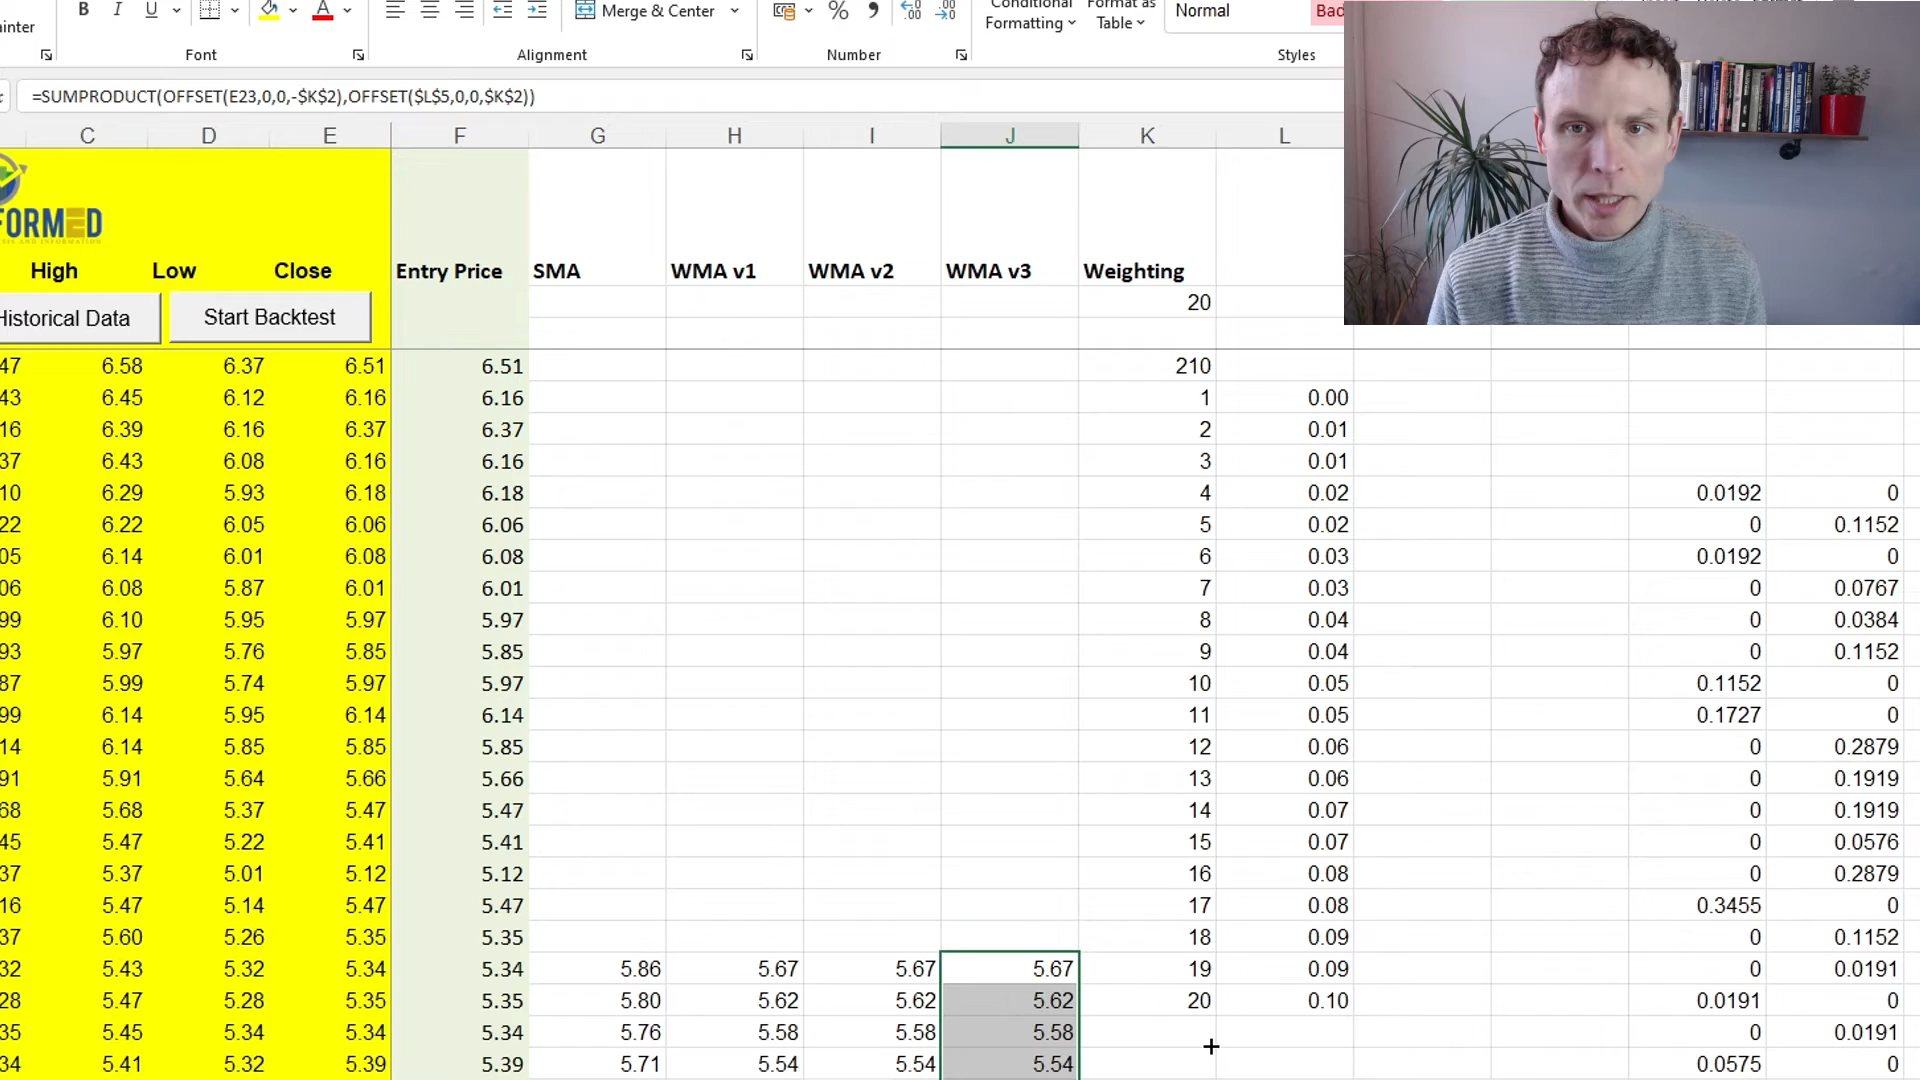 ainter
B I U A Merge & Center % Conditional Formatting Format as Table Normal Bad
Font Alignment Number Styles
=SUMPRODUCT(OFFSET(E23,0,0,-$K$2),OFFSET($L$5,0,0,$K$2))
C D E F G H I J K L
FORMED
High Low Close Entry Price SMA WMA v1 WMA v2 WMA v3 Weighting
20
Historical Data Start Backtest
47 6.58 6.37 6.51 6.51 210
43 6.45 6.12 6.16 6.16 1 0.00
16 6.39 6.16 6.37 6.37 2 0.01
37 6.43 6.08 6.16 6.16 3 0.01
10 6.29 5.93 6.18 6.18 4 0.02 0.0192 0
22 6.22 6.05 6.06 6.06 5 0.02 0 0.1152
05 6.14 6.01 6.08 6.08 6 0.03 0.0192 0
06 6.08 5.87 6.01 6.01 7 0.03 0 0.0767
99 6.10 5.95 5.97 5.97 8 0.04 0 0.0384
93 5.97 5.76 5.85 5.85 9 0.04 0 0.1152
87 5.99 5.74 5.97 5.97 10 0.05 0.1152 0
99 6.14 5.95 6.14 6.14 11 0.05 0.1727 0
14 6.14 5.85 5.85 5.85 12 0.06 0 0.2879
91 5.91 5.64 5.66 5.66 13 0.06 0 0.1919
68 5.68 5.37 5.47 5.47 14 0.07 0 0.1919
45 5.47 5.22 5.41 5.41 15 0.07 0 0.0576
37 5.37 5.01 5.12 5.12 16 0.08 0 0.2879
16 5.47 5.14 5.47 5.47 17 0.08 0.3455 0
37 5.60 5.26 5.35 5.35 18 0.09 0 0.1152
32 5.43 5.32 5.34 5.34 5.86 5.67 5.67 5.67 19 0.09 0 0.0191
28 5.47 5.28 5.35 5.35 5.80 5.62 5.62 5.62 20 0.10 0.0191 0
35 5.45 5.34 5.34 5.34 5.76 5.58 5.58 5.58 0 0.0191
34 5.41 5.32 5.39 5.39 5.71 5.54 5.54 5.54 0.0575 0